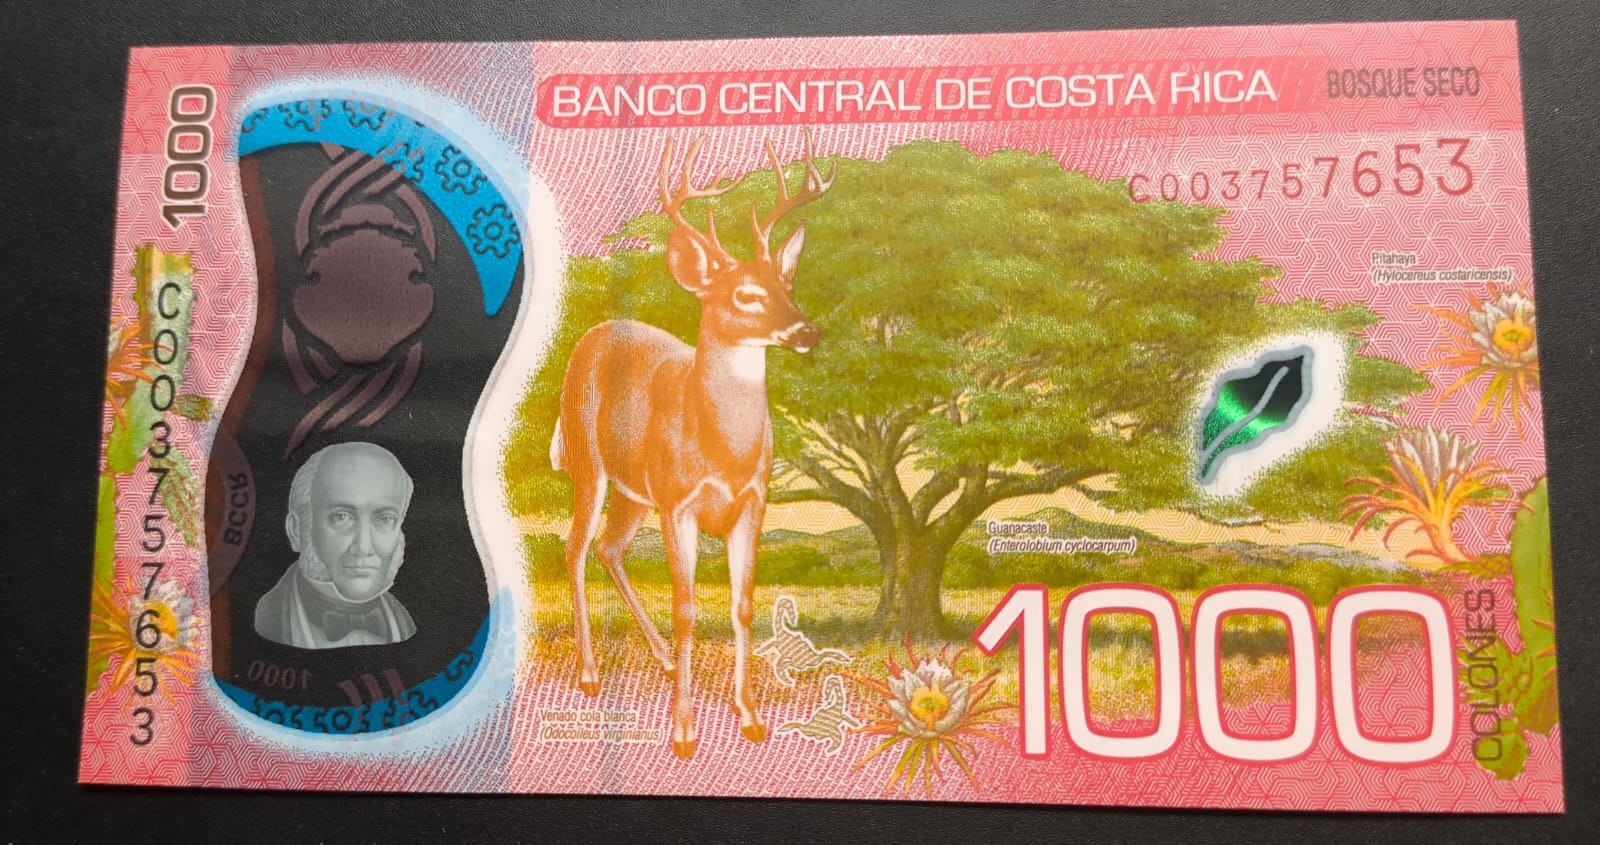 1000
BANCO CENTRAL DE COSTA RICA
BOSQUE SECO
C003757653
Pitahaya
(Hylocereus costaricensis)
C003757653
BCCR
Guanacaste
(Enterolobium cyclocarpum)
1000
1000
COLONES
Venado cola blanca
(Odocoileus virginianus)